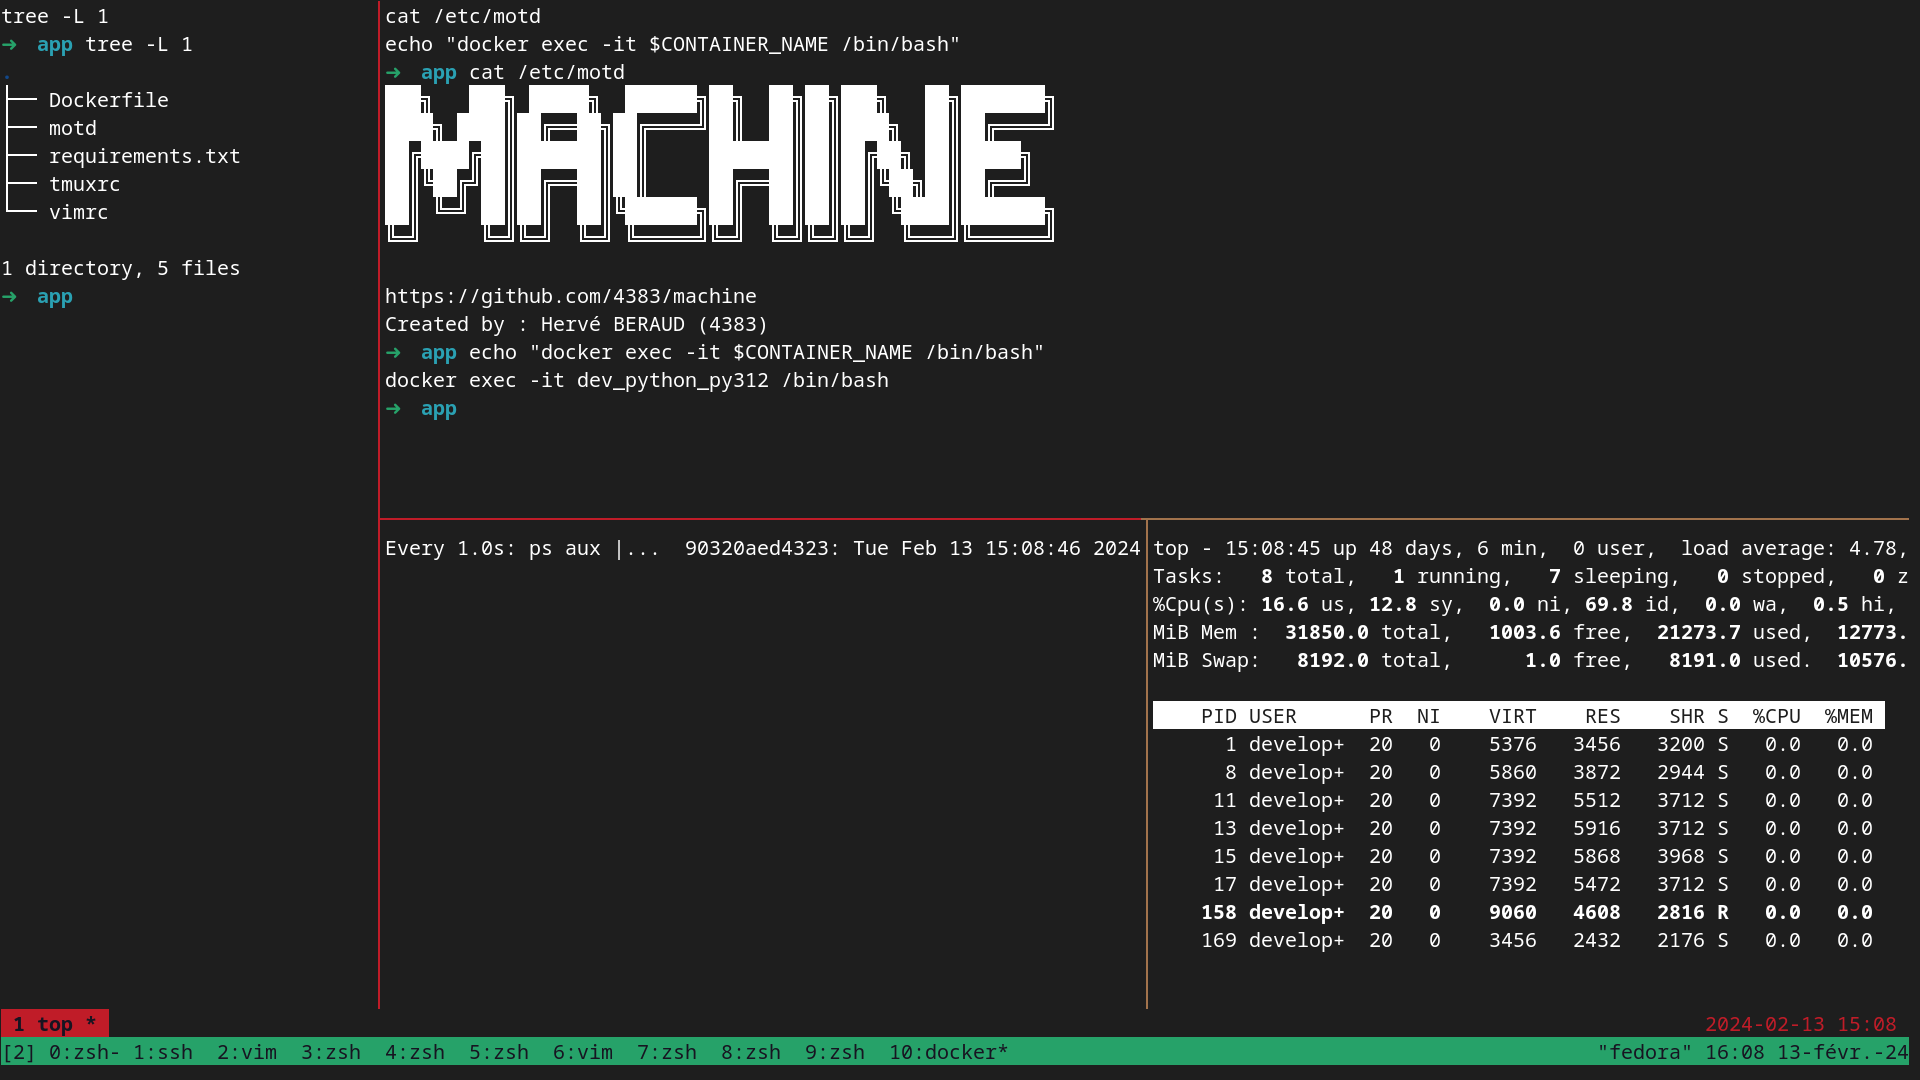 tree -L 1
➜  app tree -L 1
.
├── Dockerfile
├── motd
├── requirements.txt
├── tmuxrc
└── vimrc
1 directory, 5 files
➜  app
cat /etc/motd
echo "docker exec -it $CONTAINER_NAME /bin/bash"
➜  app cat /etc/motd
MACHINE
https://github.com/4383/machine
Created by : Hervé BERAUD (4383)
➜  app echo "docker exec -it $CONTAINER_NAME /bin/bash"
docker exec -it dev_python_py312 /bin/bash
➜  app
Every 1.0s: ps aux |...  90320aed4323: Tue Feb 13 15:08:46 2024
top - 15:08:45 up 48 days, 6 min,  0 user,  load average: 4.78,
Tasks:   8 total,   1 running,   7 sleeping,   0 stopped,   0 z
%Cpu(s): 16.6 us, 12.8 sy,  0.0 ni, 69.8 id,  0.0 wa,  0.5 hi,
MiB Mem :  31850.0 total,   1003.6 free,  21273.7 used,  12773.
MiB Swap:   8192.0 total,      1.0 free,   8191.0 used.  10576.
PID USER      PR  NI    VIRT    RES    SHR S  %CPU  %MEM
1 develop+  20   0    5376   3456   3200 S   0.0   0.0
8 develop+  20   0    5860   3872   2944 S   0.0   0.0
11 develop+  20   0    7392   5512   3712 S   0.0   0.0
13 develop+  20   0    7392   5916   3712 S   0.0   0.0
15 develop+  20   0    7392   5868   3968 S   0.0   0.0
17 develop+  20   0    7392   5472   3712 S   0.0   0.0
158 develop+  20   0    9060   4608   2816 R   0.0   0.0
169 develop+  20   0    3456   2432   2176 S   0.0   0.0
1 top *
2024-02-13 15:08
[2] 0:zsh- 1:ssh  2:vim  3:zsh  4:zsh  5:zsh  6:vim  7:zsh  8:zsh  9:zsh  10:docker*
"fedora" 16:08 13-févr.-24